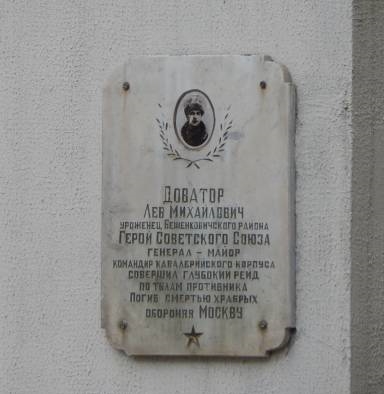 ДОВАТОР
ЛЕВ МИХАЙЛОВИЧ
УРОЖЕНЕЦ БЕШЕНКОВИЧСКОГО РАЙОНА
ГЕРОЙ СОВЕТСКОГО СОЮЗА
ГЕНЕРАЛ - МАЙОР
КОМАНДИР КАВАЛЕРИЙСКОГО КОРПУСА
СОВЕРШИЛ ГЛУБОКИЙ РЕЙД
ПО ТЫЛАМ ПРОТИВНИКА
ПОГИБ СМЕРТЬЮ ХРАБРЫХ
ОБОРОНЯЯ МОСКВУ